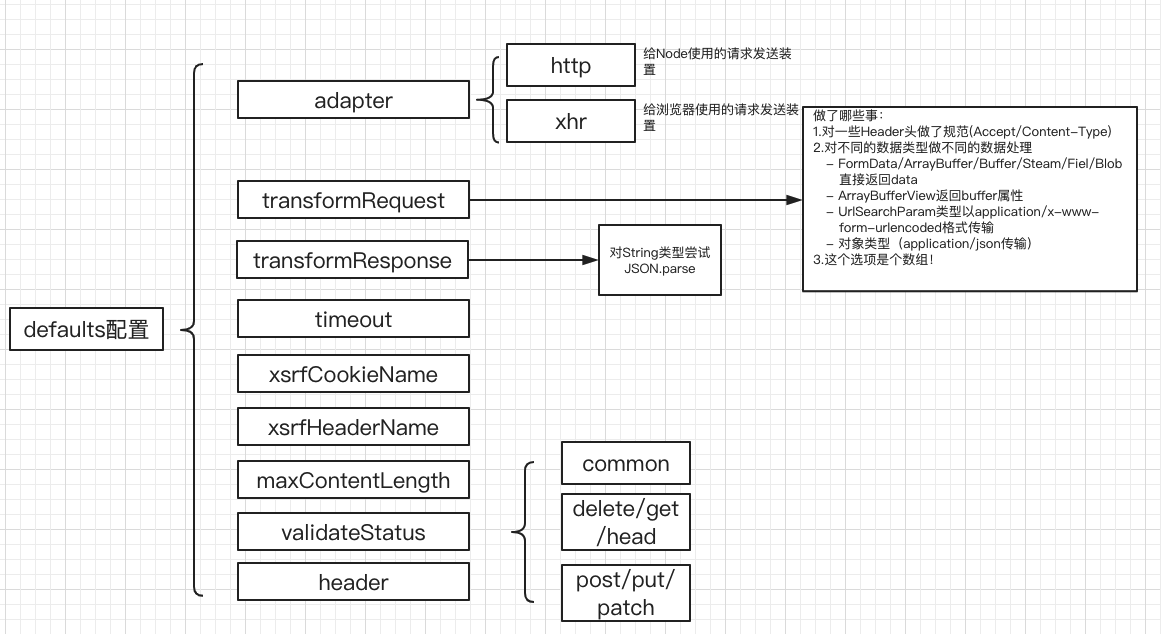 defaults配置
adapter
http
给Node使用的请求发送装
置
xhr
给浏览器使用的请求发送装
置
transformRequest
做了哪些事：
1.对一些Header头做了规范(Accept/Content-Type)
2.对不同的数据类型做不同的数据处理
- FormData/ArrayBuffer/Buffer/Steam/Fiel/Blob
直接返回data
- ArrayBufferView返回buffer属性
- UrlSearchParam类型以application/x-www-
form-urlencoded格式传输
- 对象类型（application/json传输）
3.这个选项是个数组！
transformResponse
对String类型尝试
JSON.parse
timeout
xsrfCookieName
xsrfHeaderName
maxContentLength
validateStatus
header
common
delete/get
/head
post/put/
patch